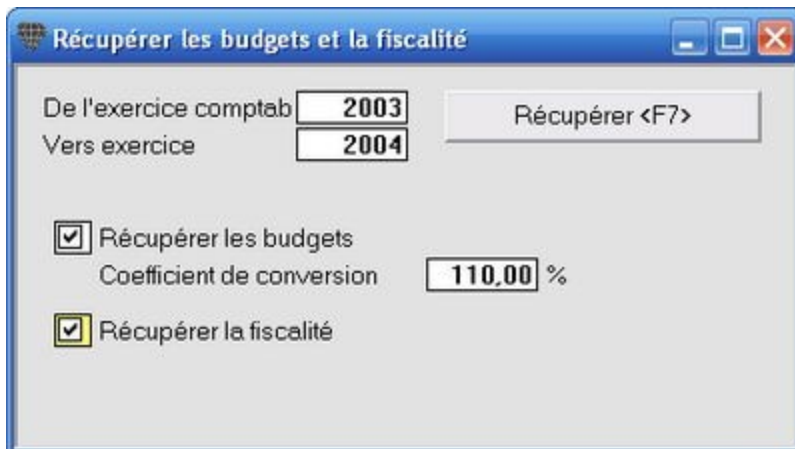 Récupérer les budgets et la fiscalité
De l'exercice comptab 2003
Récupérer <F7>
Vers exercice 2004
Récupérer les budgets
Coefficient de conversion 110,00 %
Récupérer la fiscalité